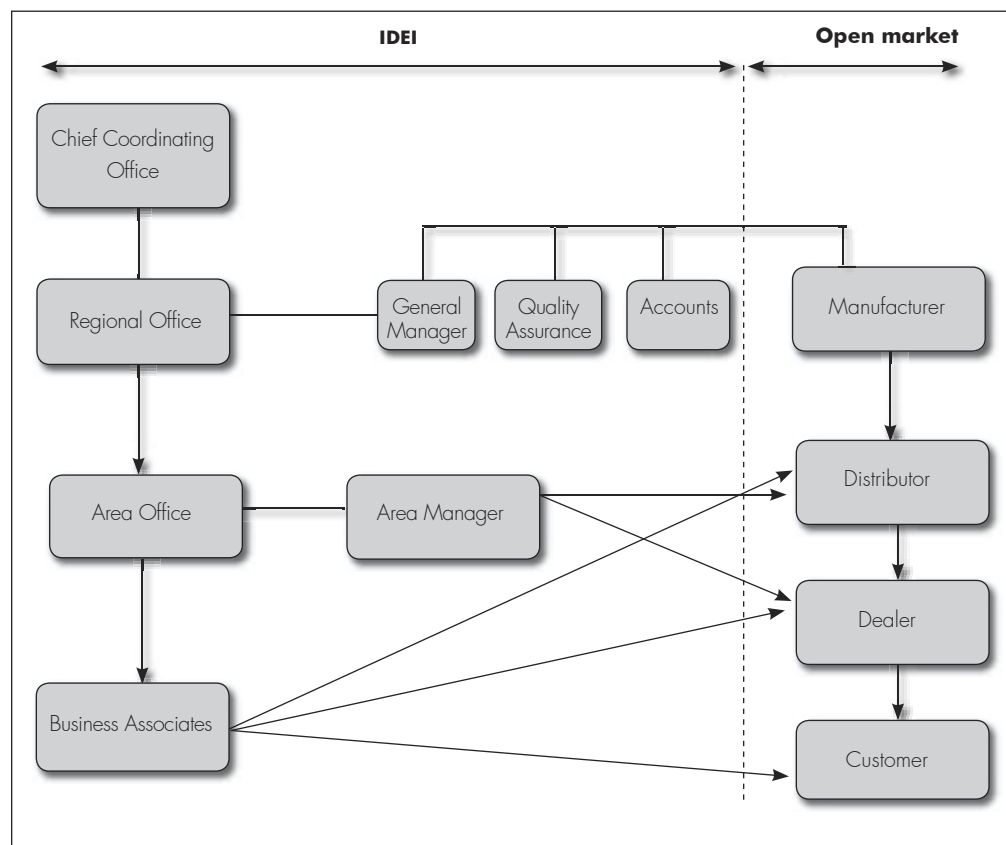 IDEI
Open market
Chief Coordinating
Office
Regional Office
General
Manager
Quality
Assurance
Accounts
Manufacturer
Area Office
Area Manager
Distributor
Dealer
Business Associates
Customer